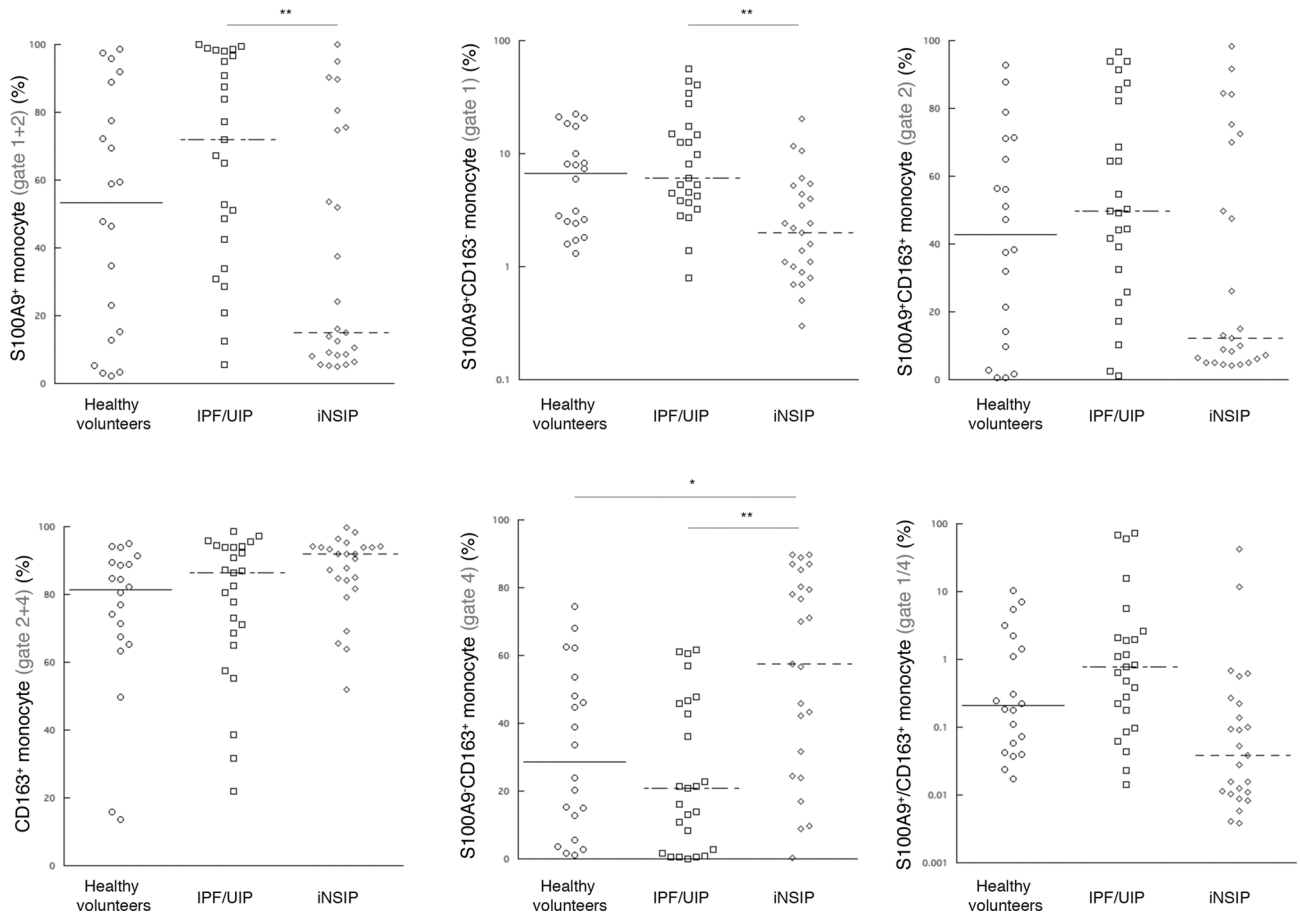 **
S100A9⁺ monocyte (gate 1+2) (%)
100
80
60
40
20
0
Healthy
volunteers
IPF/UIP
iNSIP
**
S100A9⁺CD163⁻ monocyte (gate 1) (%)
100
10
1
0.1
Healthy
volunteers
IPF/UIP
iNSIP
S100A9⁺CD163⁺ monocyte (gate 2) (%)
100
80
60
40
20
0
Healthy
volunteers
IPF/UIP
iNSIP
CD163⁺ monocyte (gate 2+4) (%)
100
80
60
40
20
0
Healthy
volunteers
IPF/UIP
iNSIP
*
**
S100A9⁻CD163⁺ monocyte (gate 4) (%)
100
80
60
40
20
0
Healthy
volunteers
IPF/UIP
iNSIP
S100A9⁺/CD163⁺ monocyte (gate 1/4) (%)
100
10
1
0.1
0.01
0.001
Healthy
volunteers
IPF/UIP
iNSIP